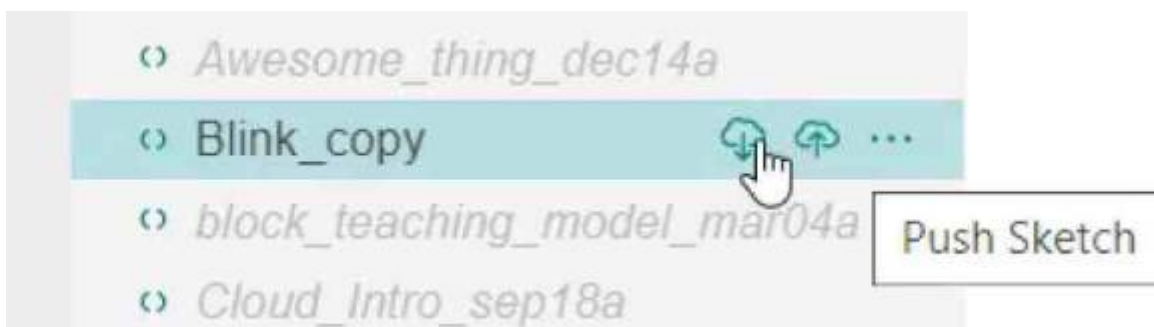 Awesome_thing_dec14a
Blink_copy
block_teaching_model_mar04a
Push Sketch
Cloud_Intro_sep18a